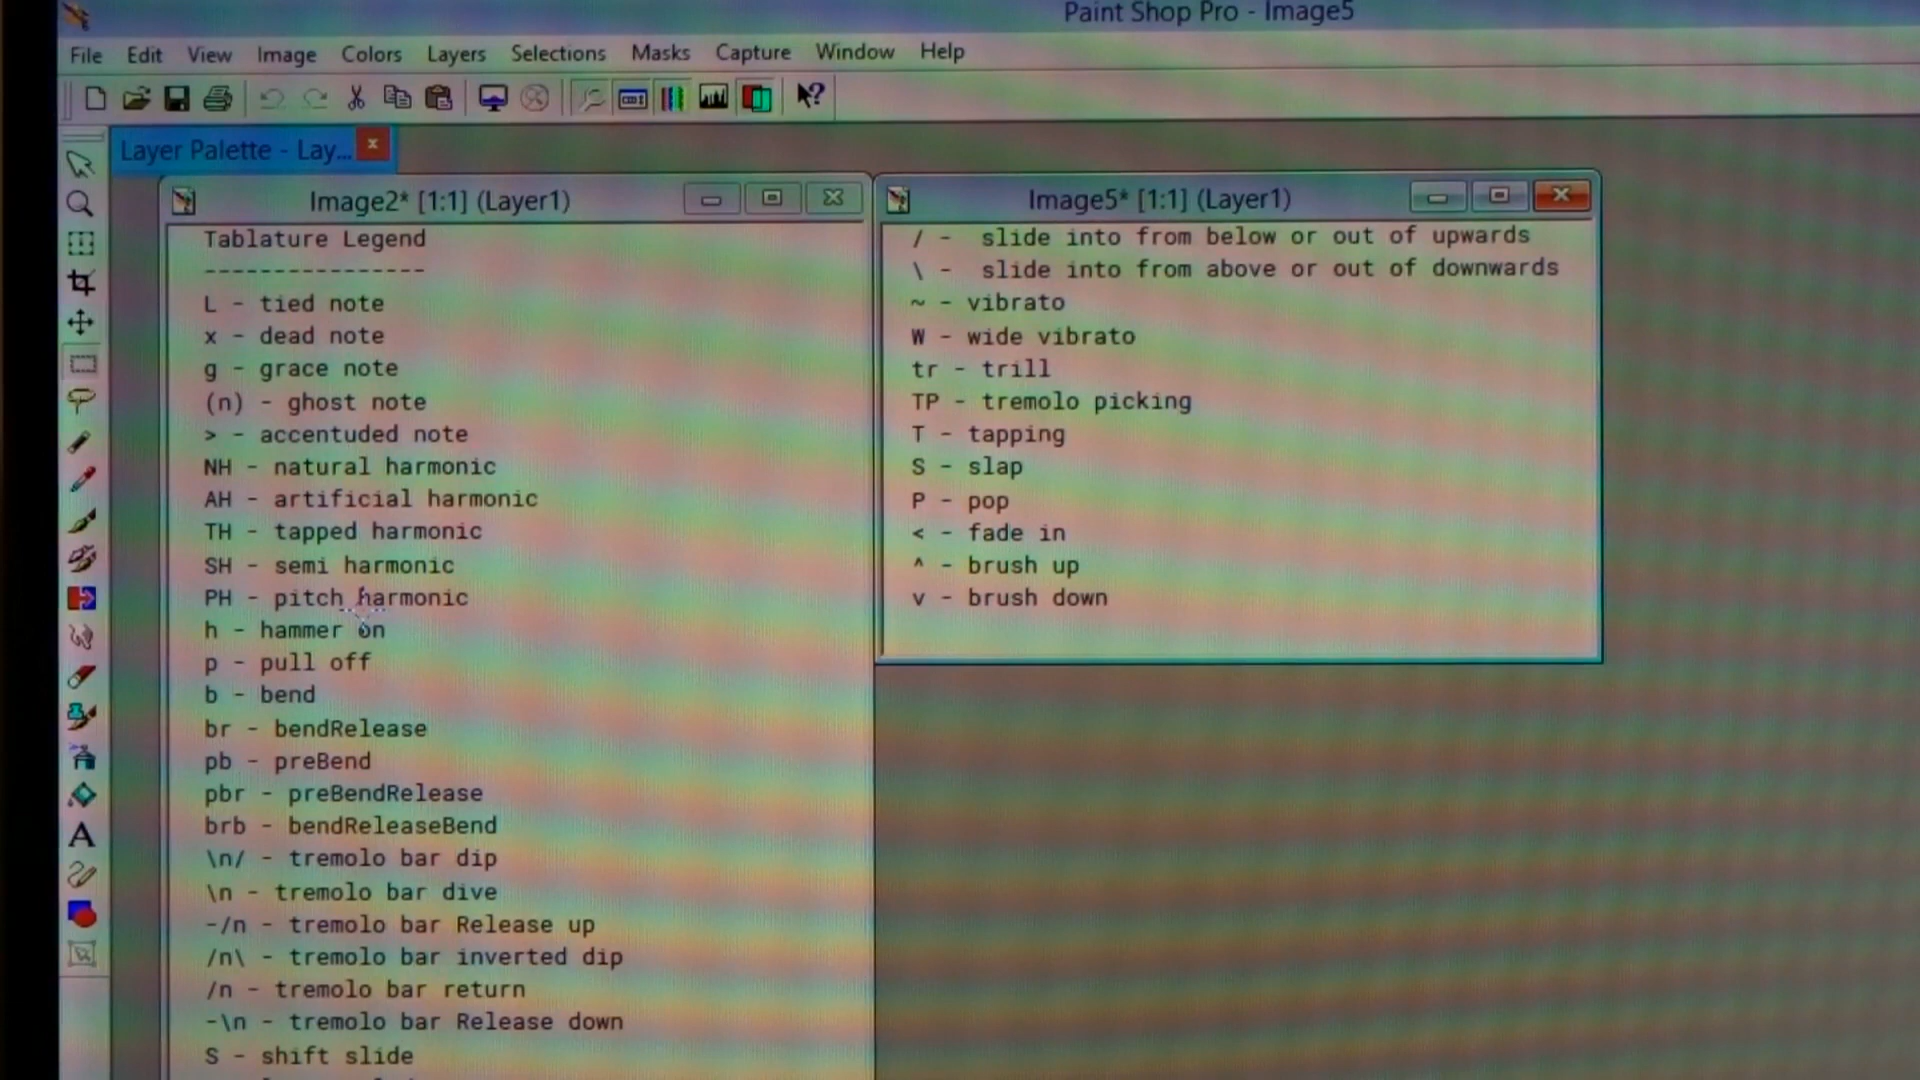 Paint Shop Pro - Image5
File Edit View Image Colors Layers Selections Masks Capture Window Help
Layer Palette - Lay...
Image2* [1:1] (Layer1)
Tablature Legend
----------------
L - tied note
x - dead note
g - grace note
(n) - ghost note
> - accentuded note
NH - natural harmonic
AH - artificial harmonic
TH - tapped harmonic
SH - semi harmonic
PH - pitch harmonic
h - hammer on
p - pull off
b - bend
br - bendRelease
pb - preBend
pbr - preBendRelease
brb - bendReleaseBend
\n/ - tremolo bar dip
\n - tremolo bar dive
-/n - tremolo bar Release up
/n\ - tremolo bar inverted dip
/n - tremolo bar return
-\n - tremolo bar Release down
S - shift slide
Image5* [1:1] (Layer1)
/ - slide into from below or out of upwards
\ - slide into from above or out of downwards
~ - vibrato
W - wide vibrato
tr - trill
TP - tremolo picking
T - tapping
S - slap
P - pop
< - fade in
^ - brush up
v - brush down